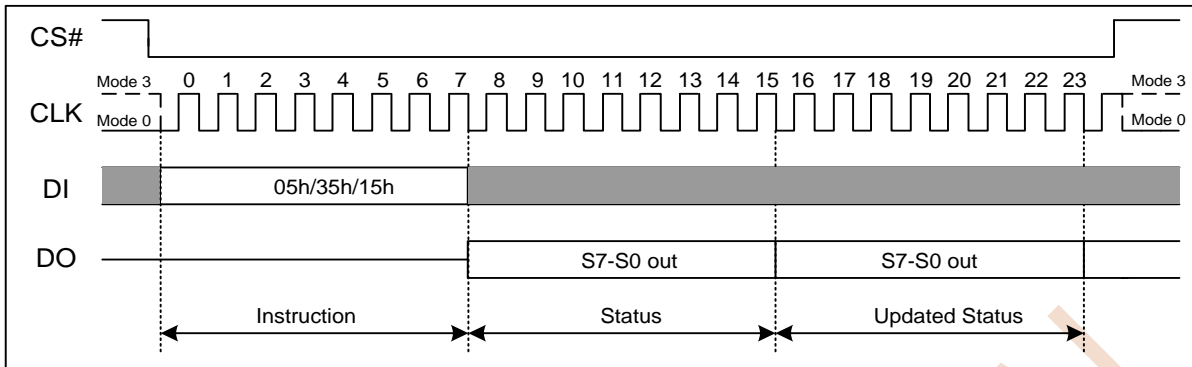 CS#
Mode 3 0 1 2 3 4 5 6 7 8 9 10 11 12 13 14 15 16 17 18 19 20 21 22 23 Mode 3
CLK
Mode 0 Mode 0
DI 05h/35h/15h
DO S7-S0 out S7-S0 out
Instruction Status Updated Status